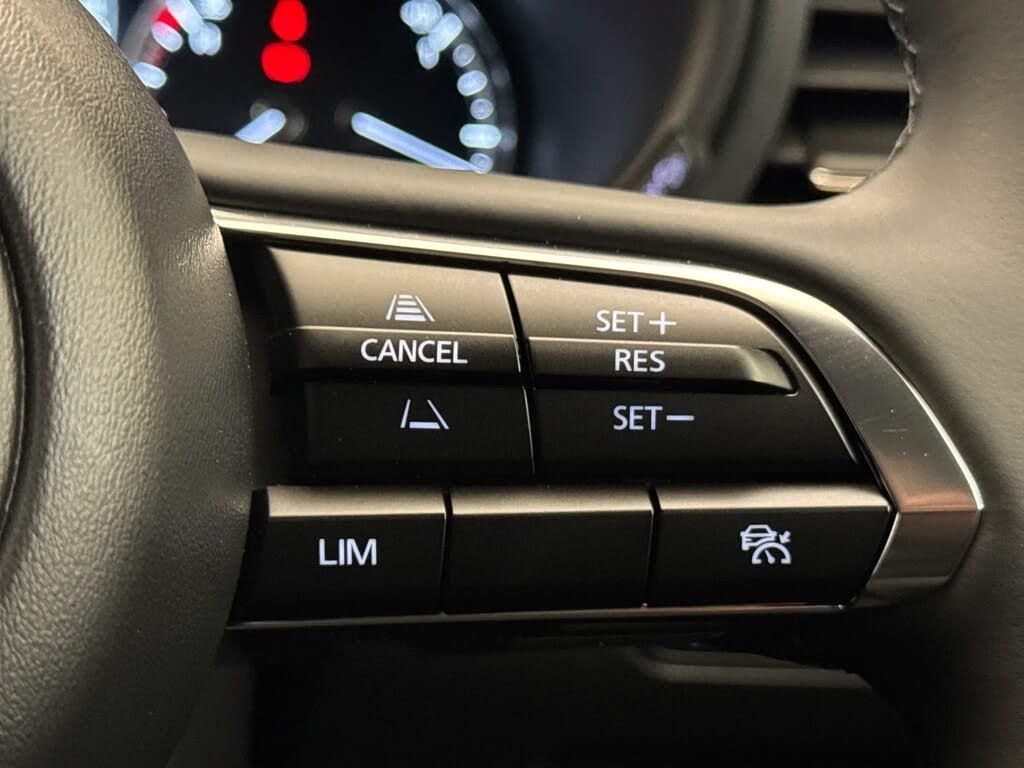 SET+
CANCEL
RES
SET-
LIM